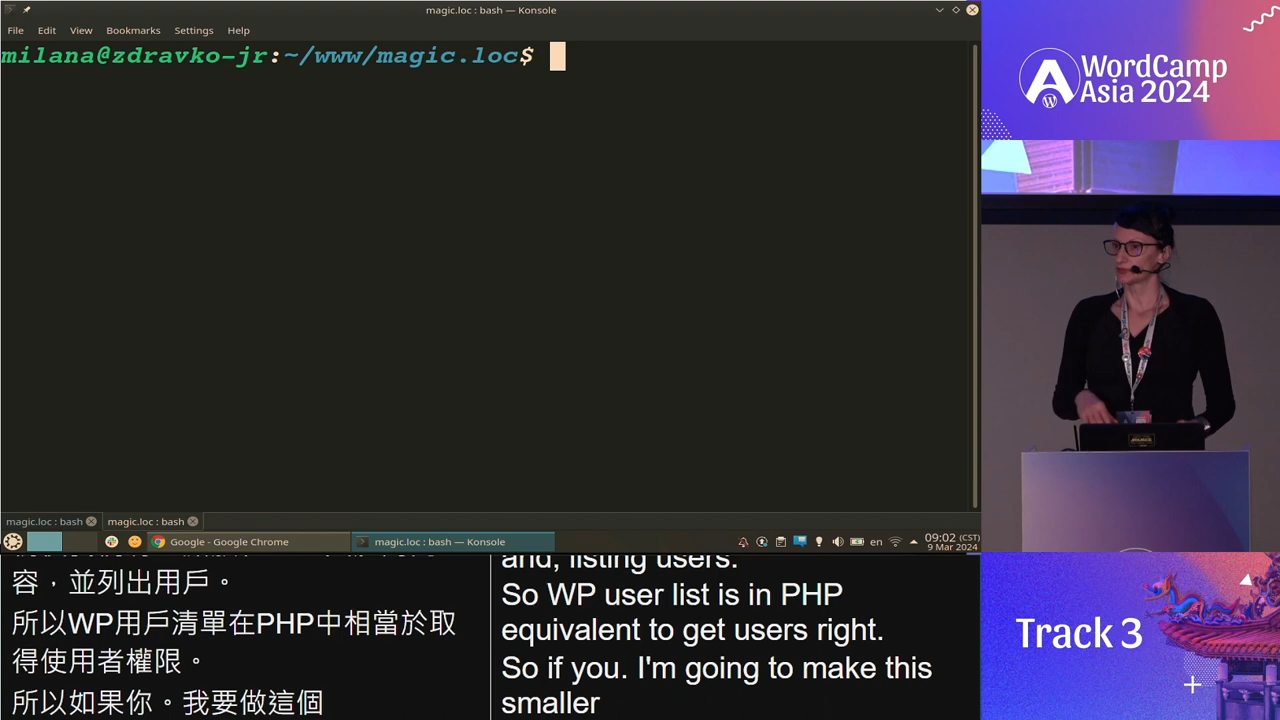 magic.loc : bash — Konsole
File Edit View Bookmarks Settings Help
milana@zdravko-jr:~/www/magic.loc$
magic.loc : bash magic.loc : bash
Google - Google Chrome magic.loc : bash — Konsole en 09:02 (CST)
9 Mar 2024
容，並列出用戶。
所以WP用戶清單在PHP中相當於取
得使用者權限。
所以如果你。我要做這個
and, listing users.
So WP user list is in PHP
equivalent to get users right.
So if you. I'm going to make this
smaller
WordCamp
Asia 2024
Track 3